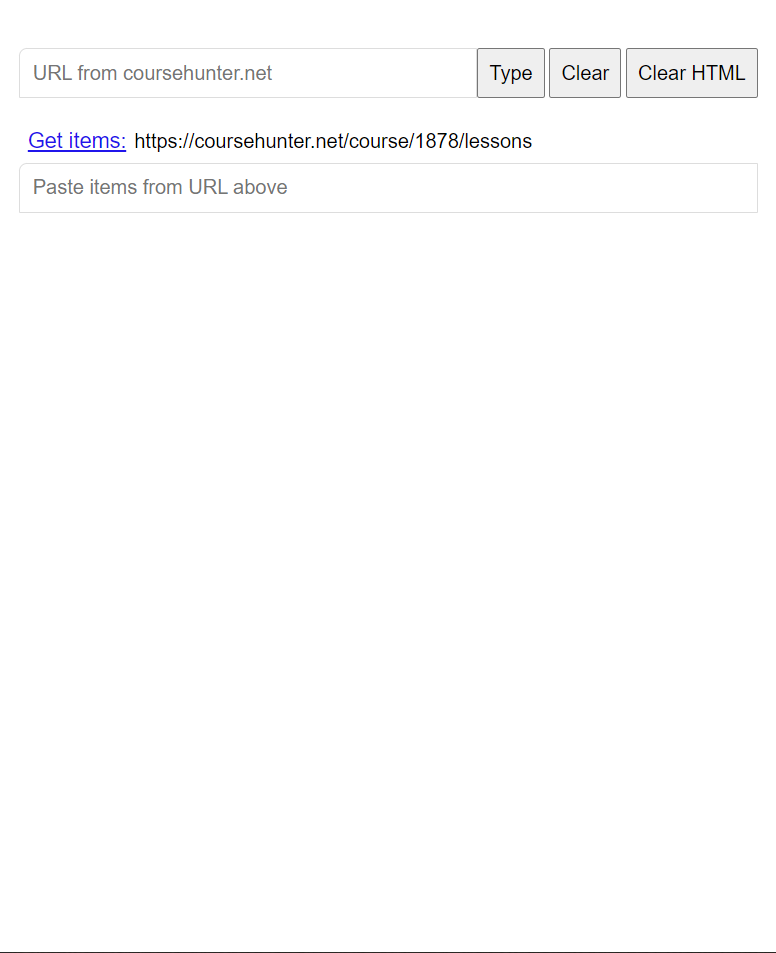 URL from coursehunter.net Type Clear Clear HTML
Get items: https://coursehunter.net/course/1878/lessons
Paste items from URL above